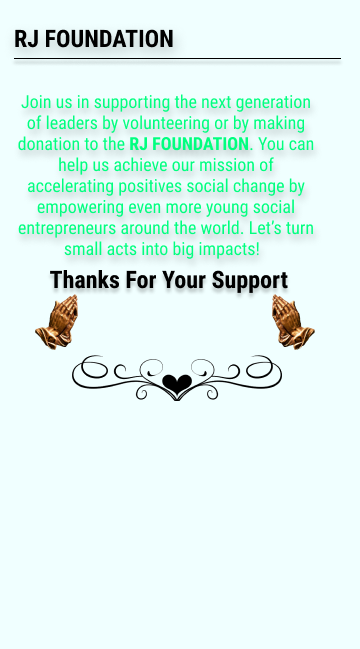 RJ FOUNDATION
Join us in supporting the next generation
of leaders by volunteering or by making
donation to the RJ FOUNDATION. You can
help us achieve our mission of
accelerating positives social change by
empowering even more young social
entrepreneurs around the world. Let's turn
small acts into big impacts!
Thanks For Your Support